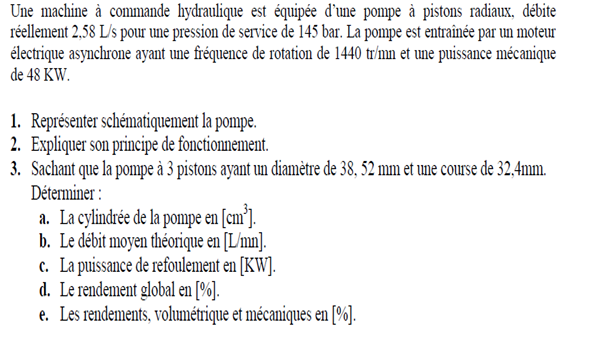 Une machine à commande hydraulique est équipée d’une pompe à pistons radiaux, débite
réellement 2,58 L/s pour une pression de service de 145 bar. La pompe est entraînée par un moteur
électrique asynchrone ayant une fréquence de rotation de 1440 tr/mn et une puissance mécanique
de 48 KW.
1. Représenter schématiquement la pompe.
2. Expliquer son principe de fonctionnement.
3. Sachant que la pompe à 3 pistons ayant un diamètre de 38, 52 mm et une course de 32,4mm.
Déterminer :
a. La cylindrée de la pompe en [cm³].
b. Le débit moyen théorique en [L/mn].
c. La puissance de refoulement en [KW].
d. Le rendement global en [%].
e. Les rendements, volumétrique et mécaniques en [%].